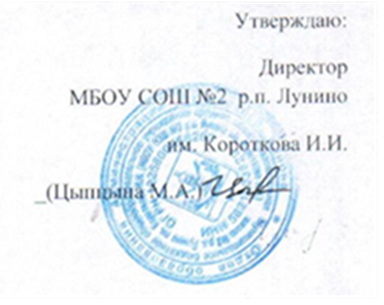 Утверждаю:
Директор
МБОУ СОШ №2 р.п. Лунино
им. Короткова И.И.
_(Цыпцына М.А.)